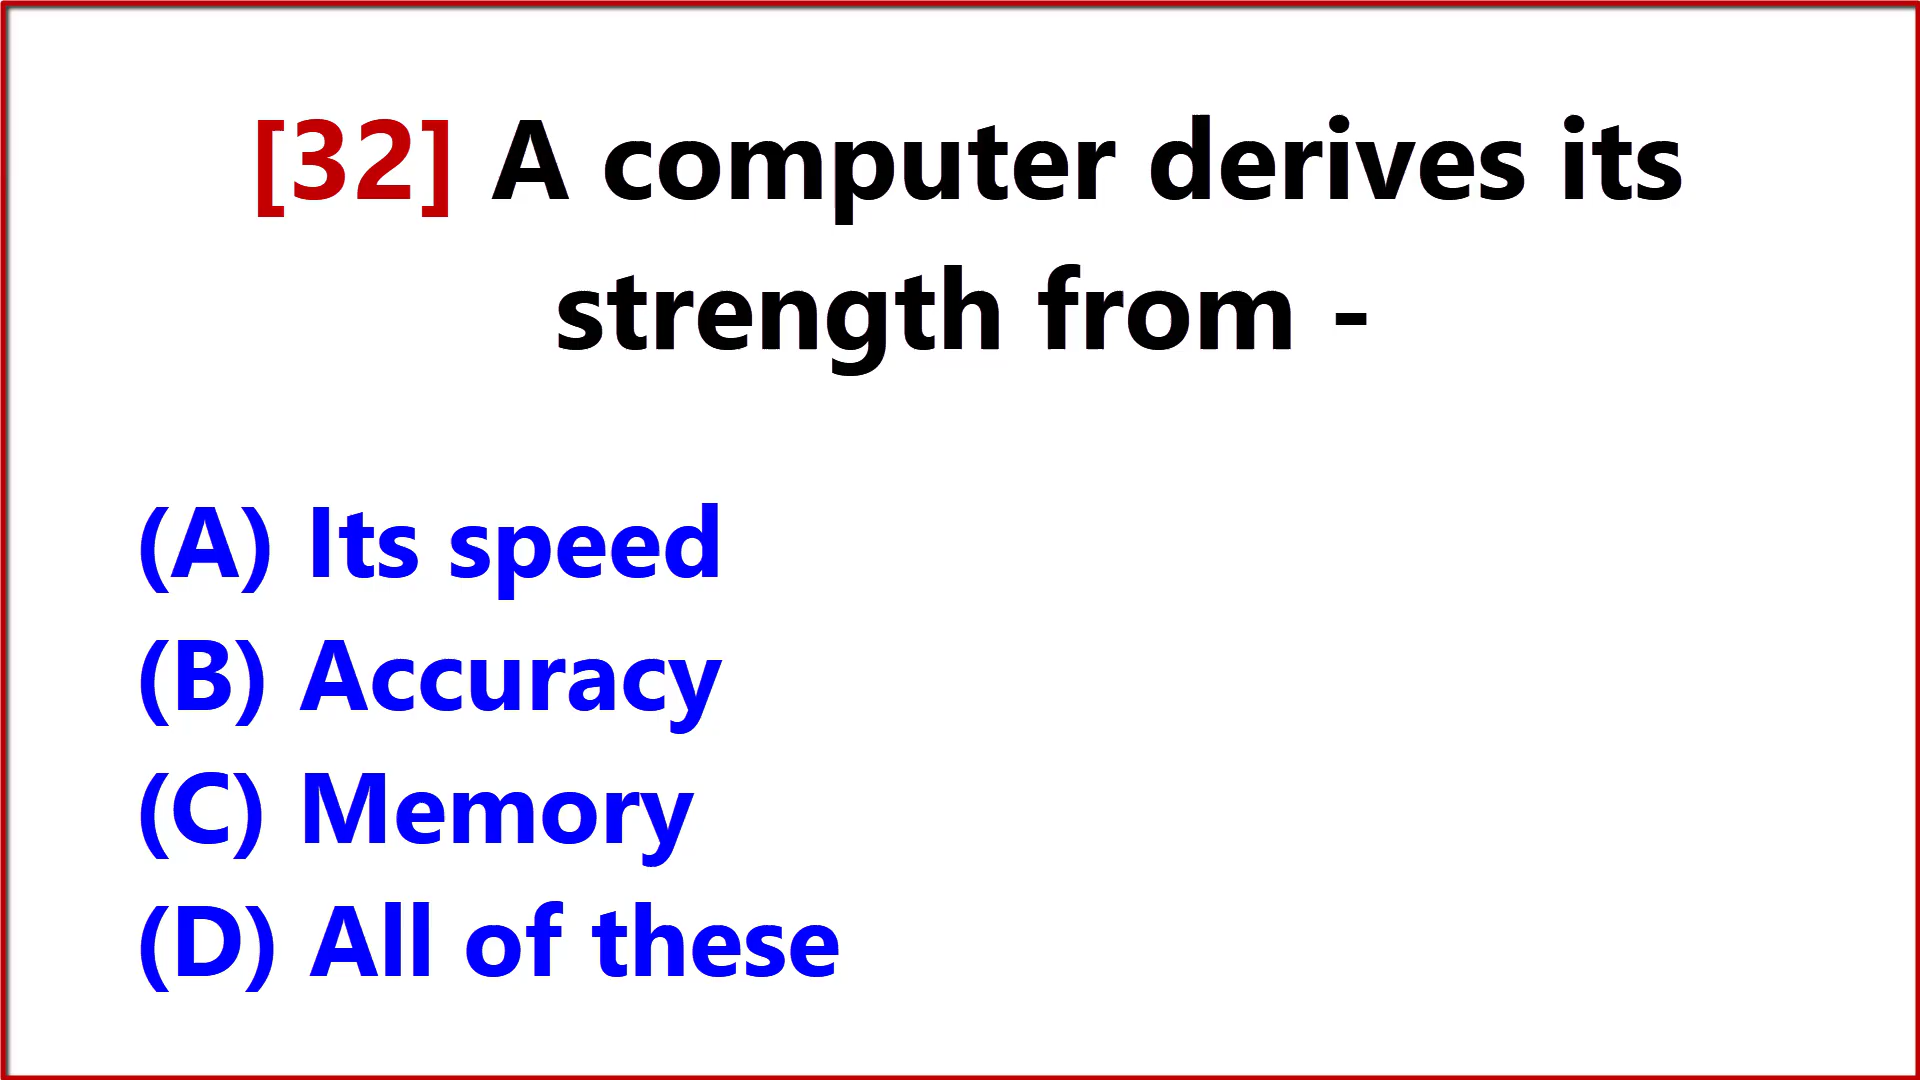 [32] A computer derives its
strength from -
(A) Its speed
(B) Accuracy
(C) Memory
(D) All of these